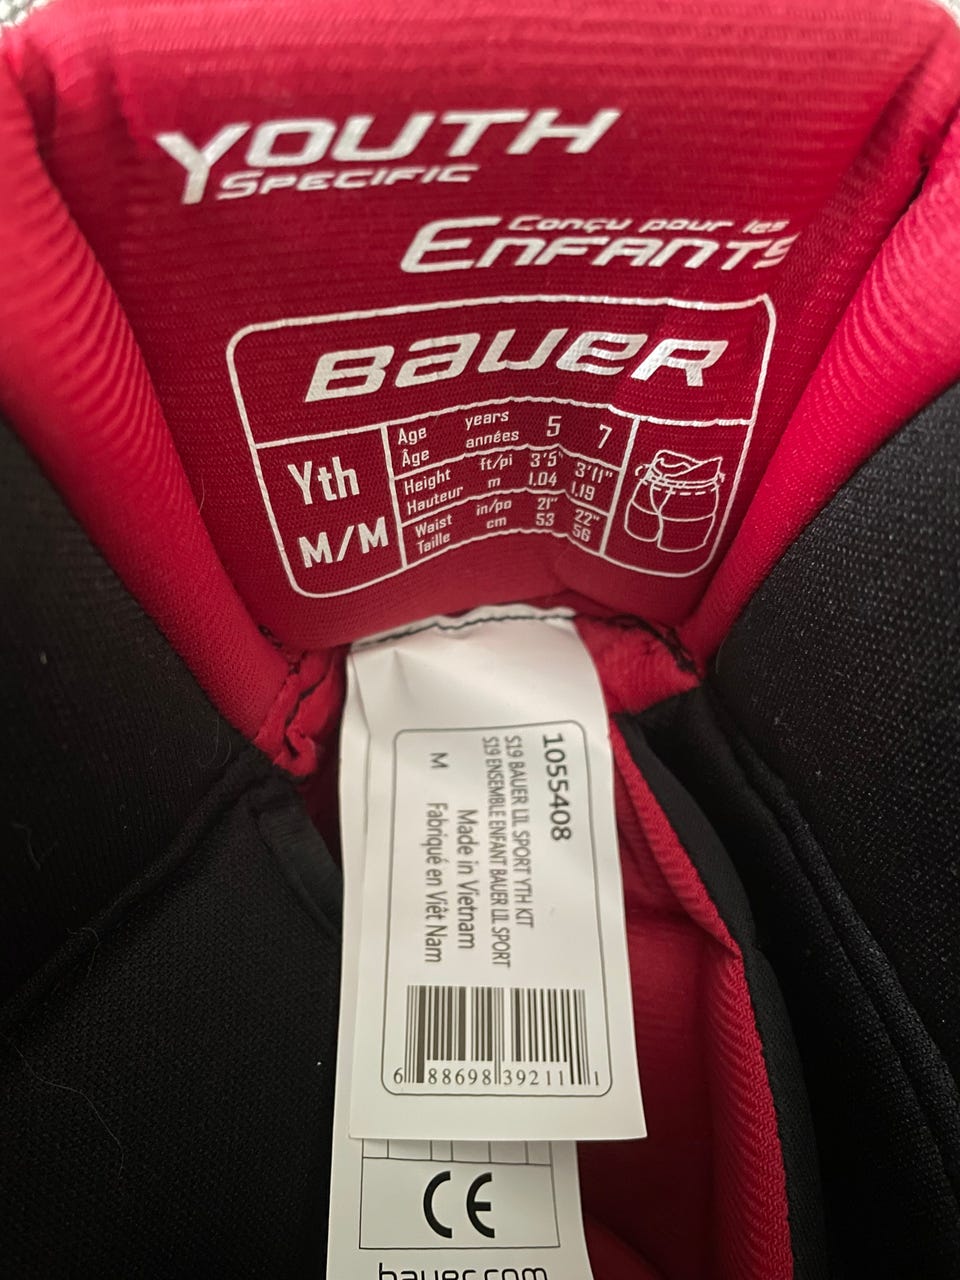 YOUTH
SPECIFIC
Conçu pour les
ENFANTS
BAUER
Yth
M/M
Age years 5 7
Âge années
Height ft/pi 3'5" 3'11"
Hauteur m 1.04 1.19
Waist in/po 21" 22"
Taille cm 53 56
1055408
S19 BAUER LIL SPORT YTH KIT
S19 ENSEMBLE ENFANT BAUER LIL SPORT
Made in Vietnam
M Fabriqué en Viêt Nam
6 88698 39211 1
CE
bauer.com